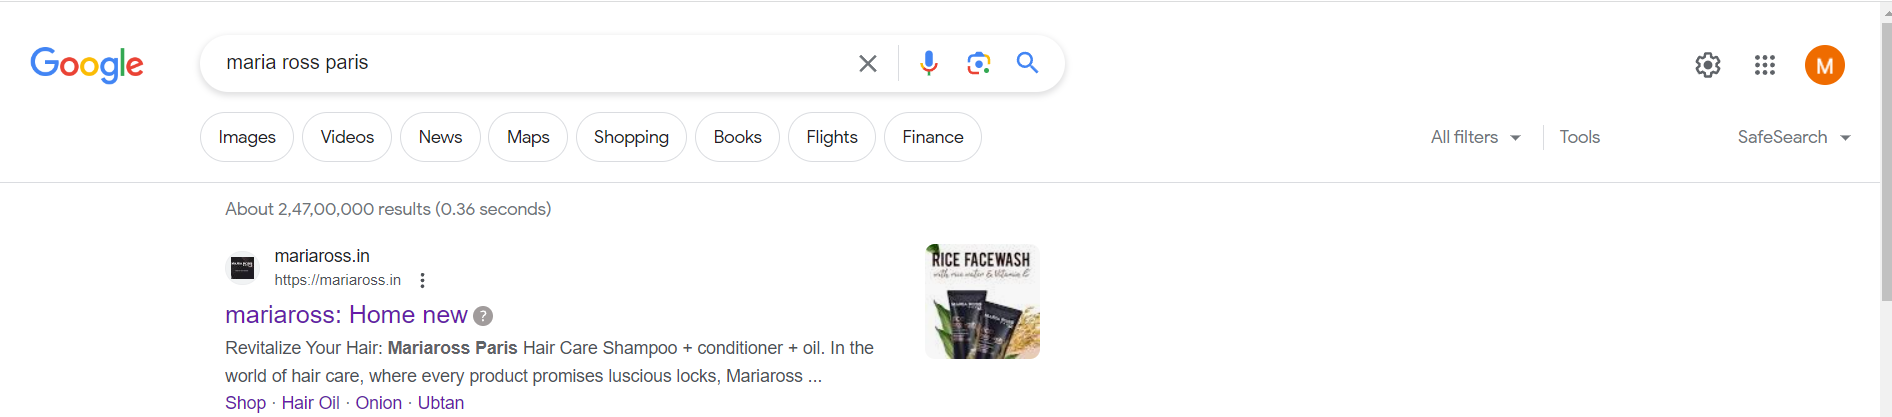 Google
maria ross paris
M
Images Videos News Maps Shopping Books Flights Finance All filters Tools SafeSearch
About 2,47,00,000 results (0.36 seconds)
mariaross.in
https://mariaross.in
mariaross: Home new ?
Revitalize Your Hair: Mariaross Paris Hair Care Shampoo + conditioner + oil. In the
world of hair care, where every product promises luscious locks, Mariaross ...
Shop · Hair Oil · Onion · Ubtan
RICE FACEWASH
with rice water & Vitamin E
MARIA ROSS